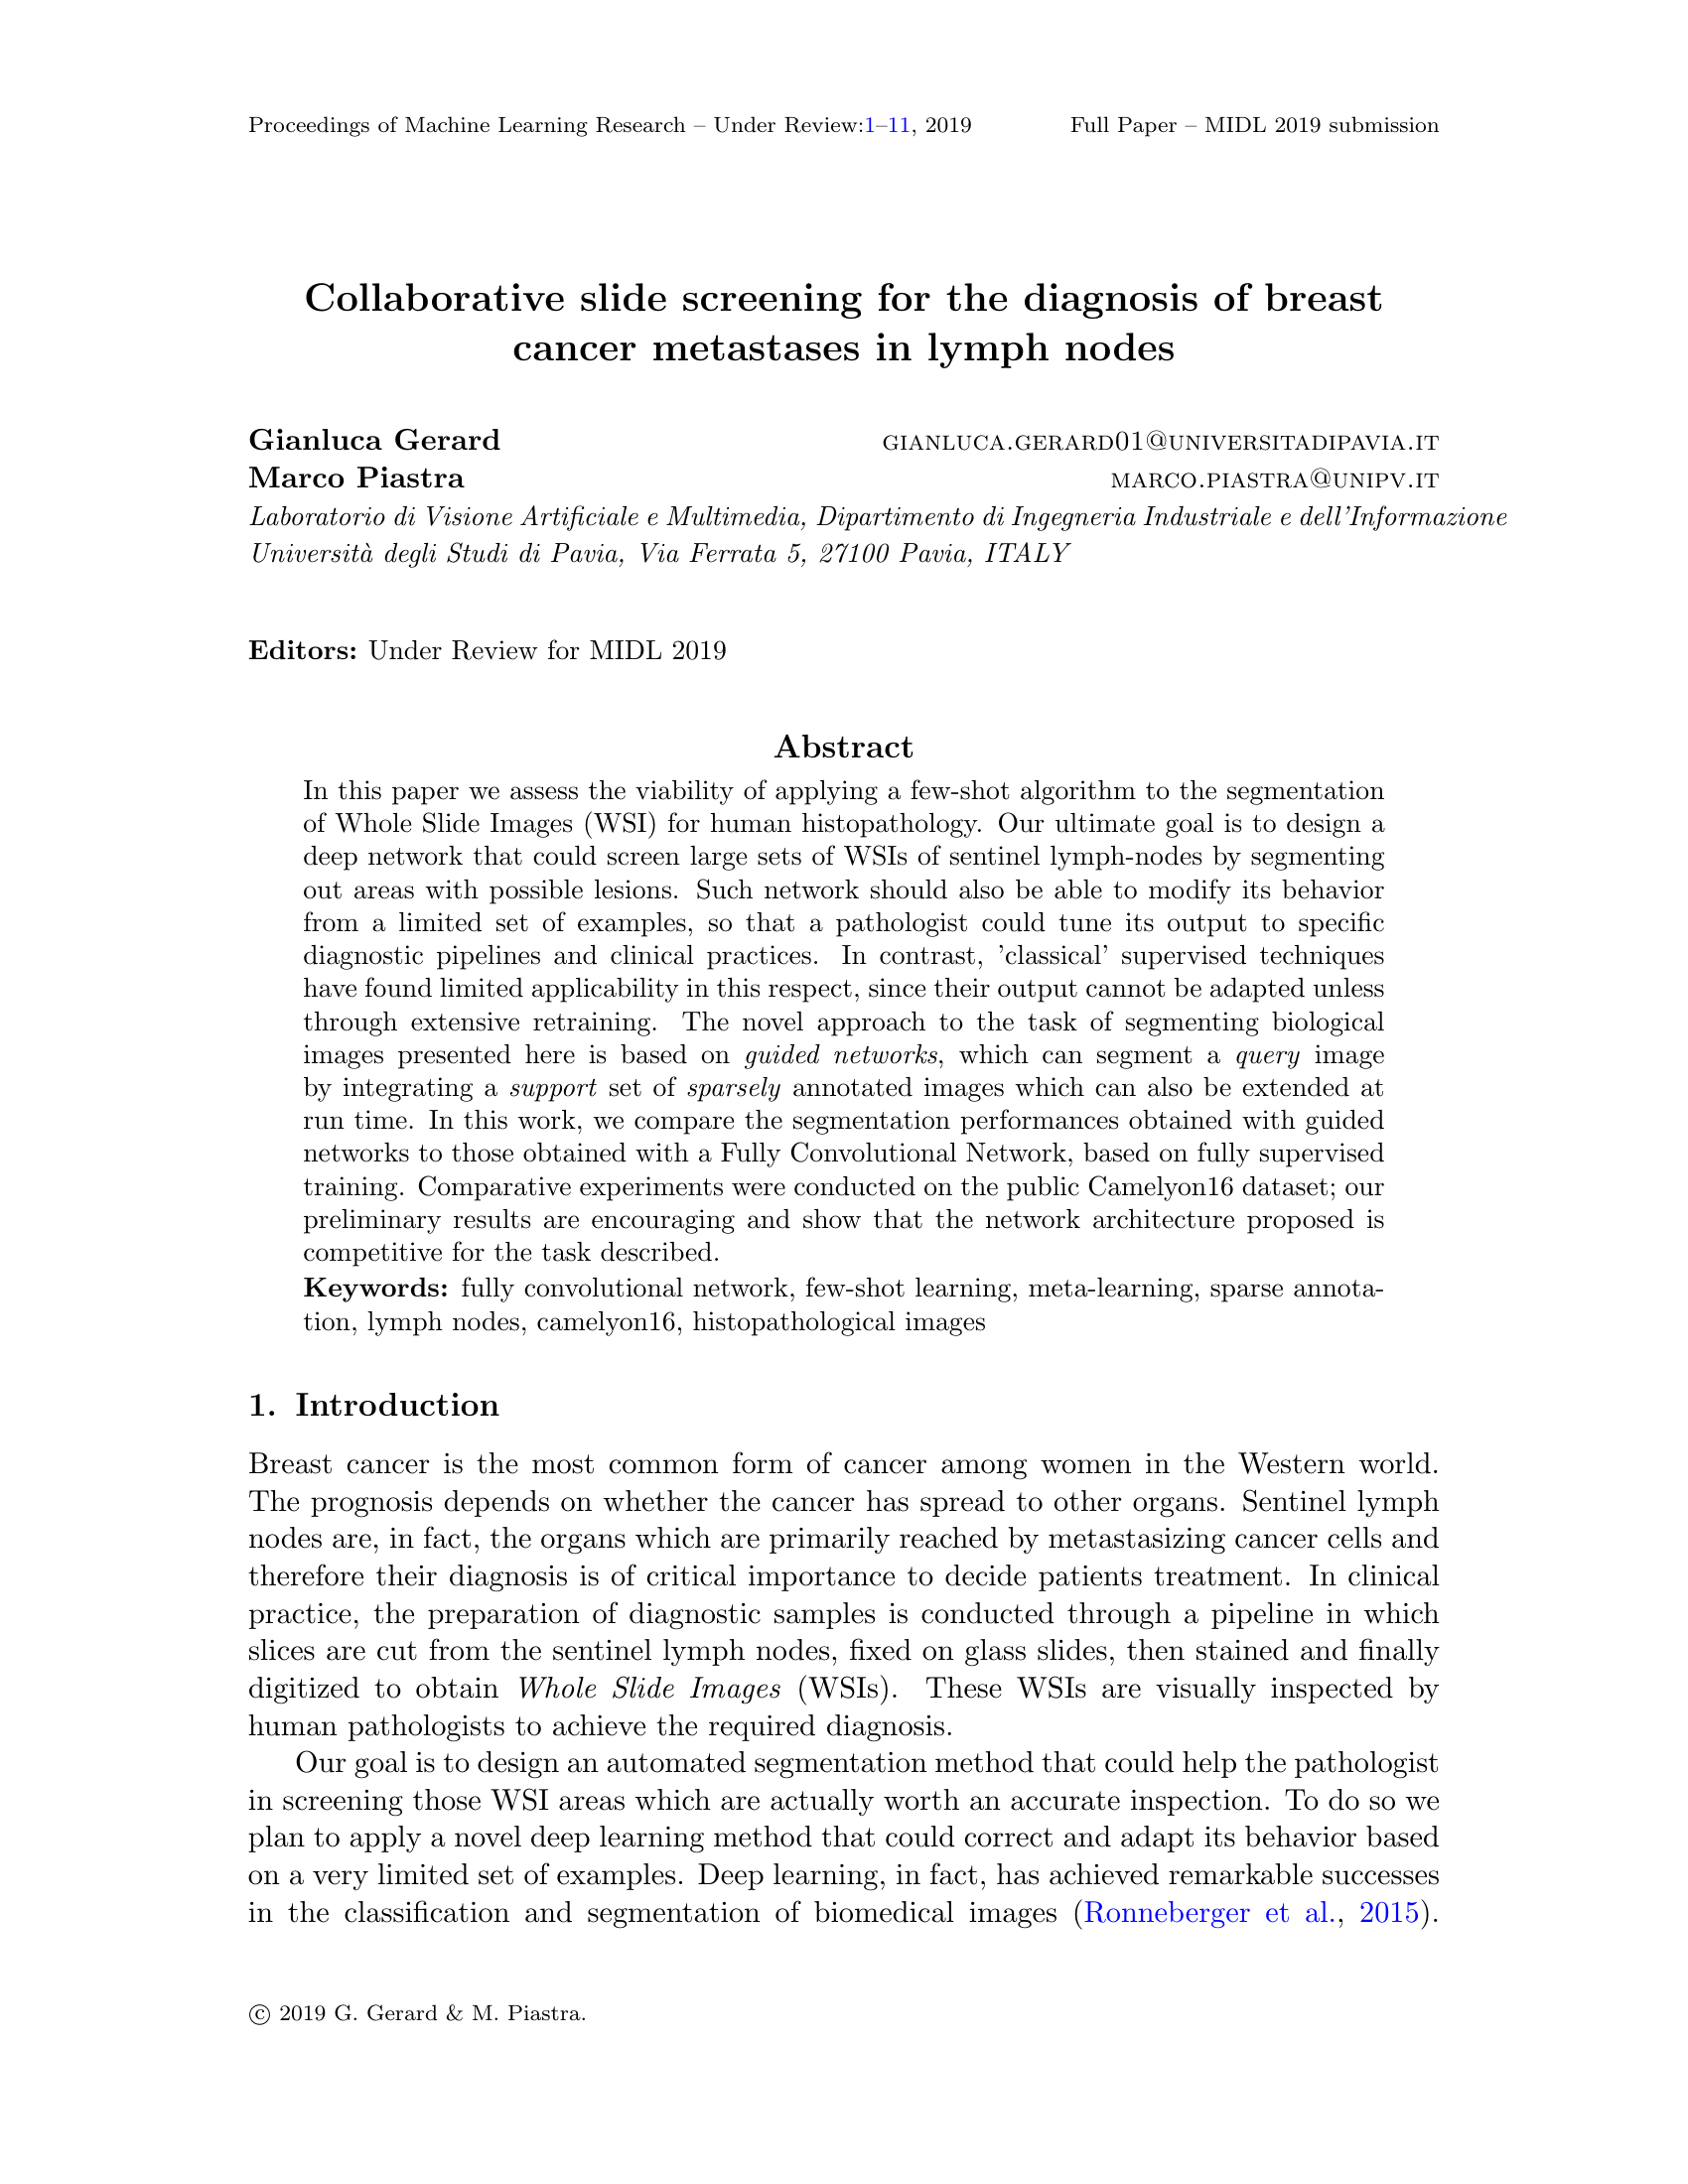 Proceedings of Machine Learning Research – Under Review:1–11, 2019 Full Paper – MIDL 2019 submission
Collaborative slide screening for the diagnosis of breast
cancer metastases in lymph nodes
Gianluca Gerard GIANLUCA.GERARD01@UNIVERSITADIPAVIA.IT
Marco Piastra MARCO.PIASTRA@UNIPV.IT
Laboratorio di Visione Artificiale e Multimedia, Dipartimento di Ingegneria Industriale e dell'Informazione
Università degli Studi di Pavia, Via Ferrata 5, 27100 Pavia, ITALY
Editors: Under Review for MIDL 2019
Abstract
In this paper we assess the viability of applying a few-shot algorithm to the segmentation
of Whole Slide Images (WSI) for human histopathology. Our ultimate goal is to design a
deep network that could screen large sets of WSIs of sentinel lymph-nodes by segmenting
out areas with possible lesions. Such network should also be able to modify its behavior
from a limited set of examples, so that a pathologist could tune its output to specific
diagnostic pipelines and clinical practices. In contrast, 'classical' supervised techniques
have found limited applicability in this respect, since their output cannot be adapted unless
through extensive retraining. The novel approach to the task of segmenting biological
images presented here is based on guided networks, which can segment a query image
by integrating a support set of sparsely annotated images which can also be extended at
run time. In this work, we compare the segmentation performances obtained with guided
networks to those obtained with a Fully Convolutional Network, based on fully supervised
training. Comparative experiments were conducted on the public Camelyon16 dataset; our
preliminary results are encouraging and show that the network architecture proposed is
competitive for the task described.
Keywords: fully convolutional network, few-shot learning, meta-learning, sparse annota-
tion, lymph nodes, camelyon16, histopathological images
1. Introduction
Breast cancer is the most common form of cancer among women in the Western world.
The prognosis depends on whether the cancer has spread to other organs. Sentinel lymph
nodes are, in fact, the organs which are primarily reached by metastasizing cancer cells and
therefore their diagnosis is of critical importance to decide patients treatment. In clinical
practice, the preparation of diagnostic samples is conducted through a pipeline in which
slices are cut from the sentinel lymph nodes, fixed on glass slides, then stained and finally
digitized to obtain Whole Slide Images (WSIs). These WSIs are visually inspected by
human pathologists to achieve the required diagnosis.
Our goal is to design an automated segmentation method that could help the pathologist
in screening those WSI areas which are actually worth an accurate inspection. To do so we
plan to apply a novel deep learning method that could correct and adapt its behavior based
on a very limited set of examples. Deep learning, in fact, has achieved remarkable successes
in the classification and segmentation of biomedical images (Ronneberger et al., 2015).
© 2019 G. Gerard & M. Piastra.